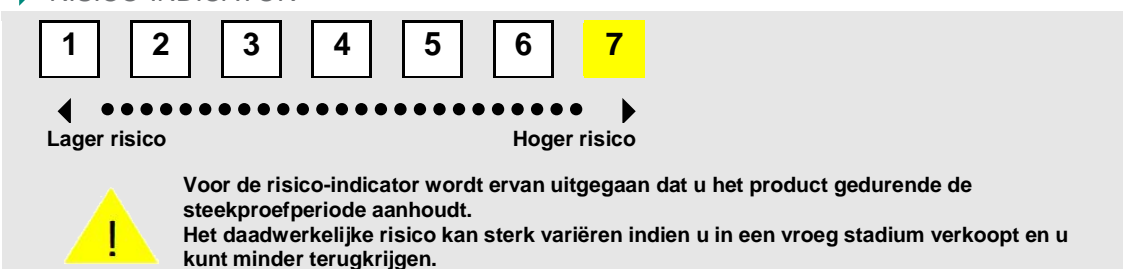 RISICO-INDICATOR
1 2 3 4 5 6 7
Lager risico Hoger risico
Voor de risico-indicator wordt ervan uitgegaan dat u het product gedurende de
steekproefperiode aanhoudt.
!
Het daadwerkelijke risico kan sterk variëren indien u in een vroeg stadium verkoopt en u
kunt minder terugkrijgen.